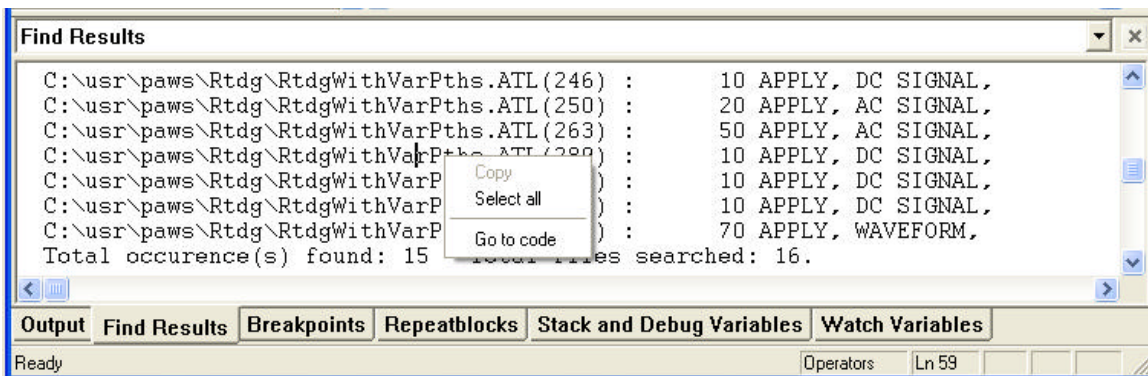 Find Results
C:\usr\paws\Rtdg\RtdgWithVarPths.ATL(246) : 10 APPLY, DC SIGNAL,
C:\usr\paws\Rtdg\RtdgWithVarPths.ATL(250) : 20 APPLY, AC SIGNAL,
C:\usr\paws\Rtdg\RtdgWithVarPths.ATL(263) : 50 APPLY, AC SIGNAL,
C:\usr\paws\Rtdg\RtdgWithVarPths.ATL(280) : 10 APPLY, DC SIGNAL,
C:\usr\paws\Rtdg\RtdgWithVarP ) : 10 APPLY, DC SIGNAL,
C:\usr\paws\Rtdg\RtdgWithVarP ) : 10 APPLY, DC SIGNAL,
C:\usr\paws\Rtdg\RtdgWithVarP ) : 70 APPLY, WAVEFORM,
Total occurence(s) found: 15 Total files searched: 16.
Copy
Select all
Go to code
Output Find Results Breakpoints Repeatblocks Stack and Debug Variables Watch Variables
Ready Operators Ln 59